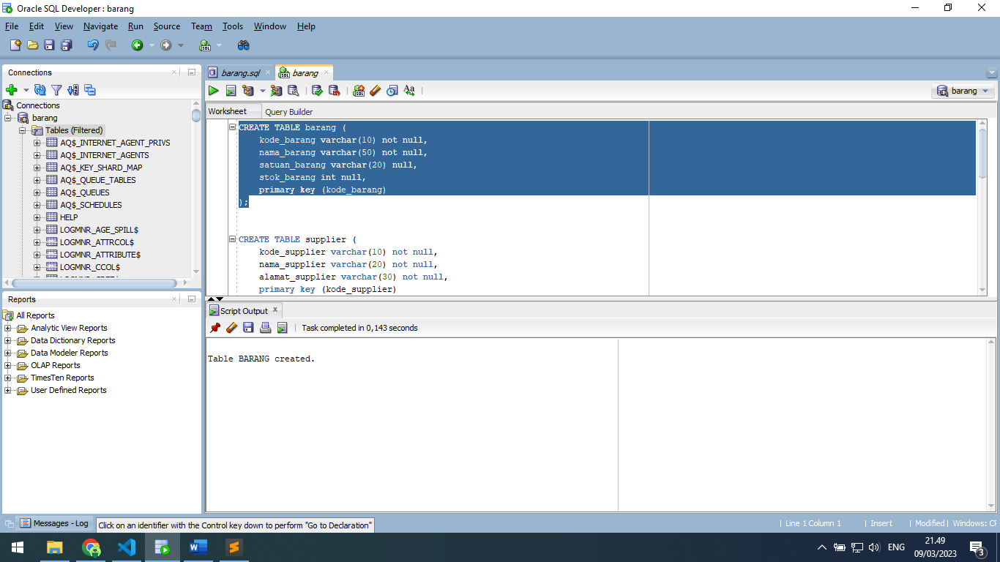 Oracle SQL Developer : barang
File Edit View Navigate Run Source Team Tools Window Help
Connections
Connections
barang
Tables (Filtered)
AQ$_INTERNET_AGENT_PRIVS
AQ$_INTERNET_AGENTS
AQ$_KEY_SHARD_MAP
AQ$_QUEUE_TABLES
AQ$_QUEUES
AQ$_SCHEDULES
HELP
LOGMNR_AGE_SPILL$
LOGMNR_ATTRCOL$
LOGMNR_ATTRIBUTE$
LOGMNR_CCOL$
Reports
All Reports
Analytic View Reports
Data Dictionary Reports
Data Modeler Reports
OLAP Reports
TimesTen Reports
User Defined Reports
barang.sql
barang
barang
Worksheet Query Builder
CREATE TABLE barang (
kode_barang varchar(10) not null,
nama_barang varchar(50) not null,
satuan_barang varchar(20) null,
stok_barang int null,
primary key (kode_barang)
);
CREATE TABLE supplier (
kode_supplier varchar(10) not null,
nama_supplier varchar(20) not null,
alamat_supplier varchar(30) not null,
primary key (kode_supplier)
Script Output
Task completed in 0,143 seconds
Table BARANG created.
Messages - Log
Click on an identifier with the Control key down to perform "Go to Declaration"
Line 1 Column 1
Insert
Modified
Windows:
ENG
21.49
09/03/2023
3